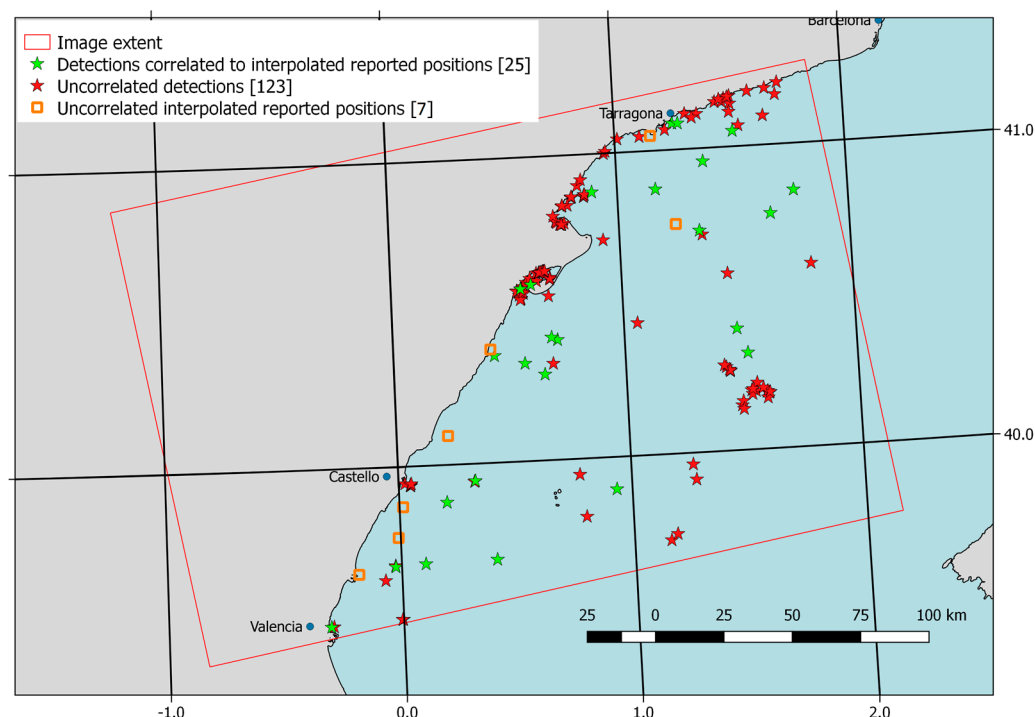 Barcelona
Image extent
Detections correlated to interpolated reported positions [25]
Uncorrelated detections [123]
Uncorrelated interpolated reported positions [7]
Tarragona
41.0
40.0
Castello
Valencia
25 0 25 50 75 100 km
-1.0 0.0 1.0 2.0